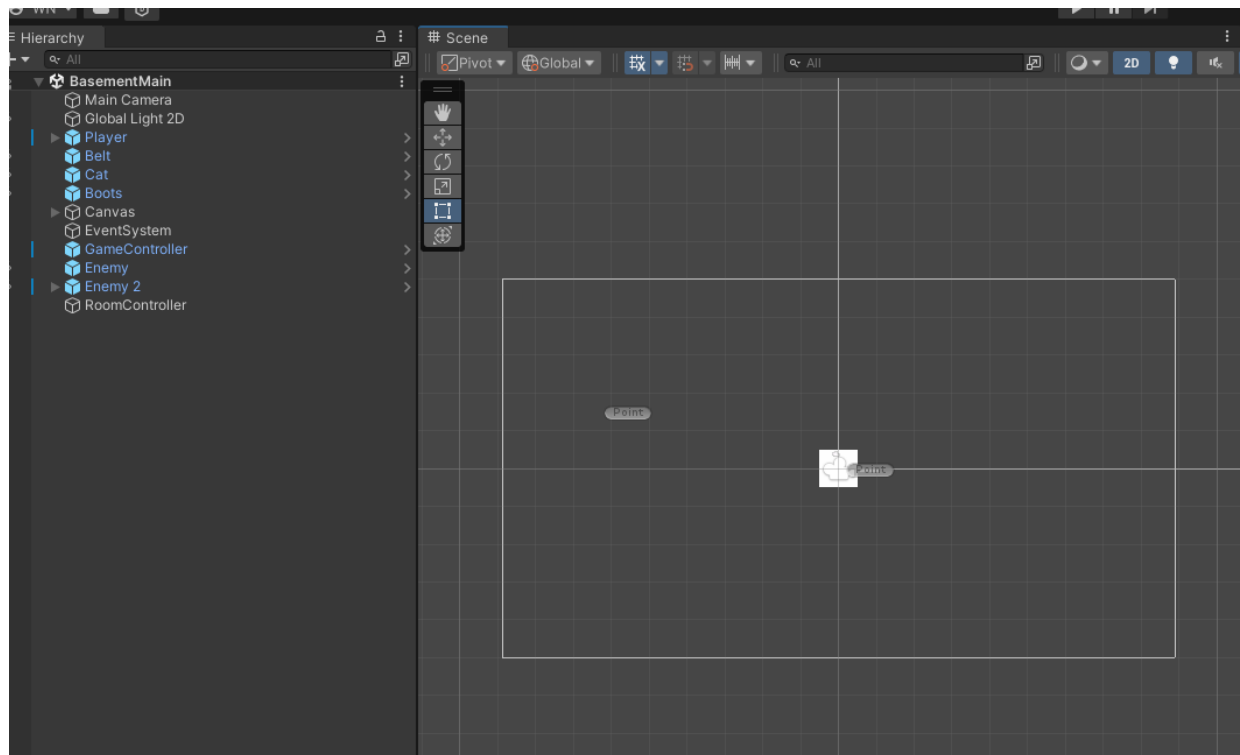 WN
Hierarchy
All
BasementMain
Main Camera
Global Light 2D
Player
Belt
Cat
Boots
Canvas
EventSystem
GameController
Enemy
Enemy 2
RoomController
Scene
Pivot Global All 2D
Point
Point